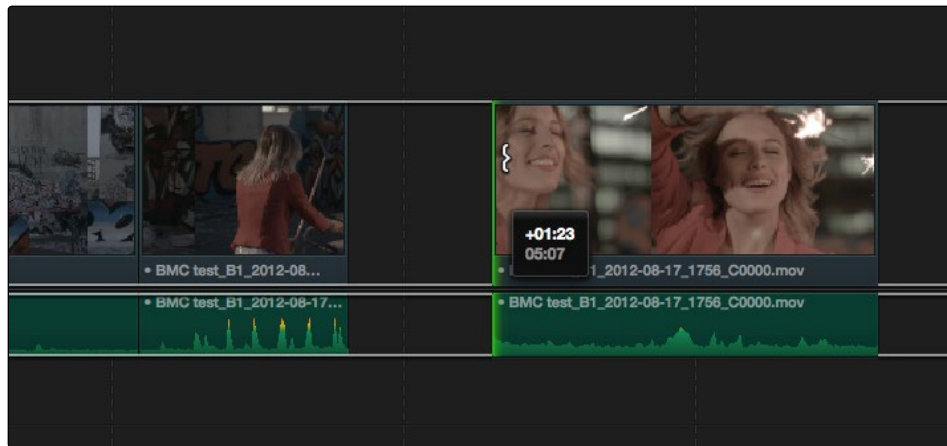 +01:23
05:07
• BMC test_B1_2012-08...
1_2012-08-17_1756_C0000.mov
• BMC test_B1_2012-08-17...
• BMC test_B1_2012-08-17_1756_C0000.mov